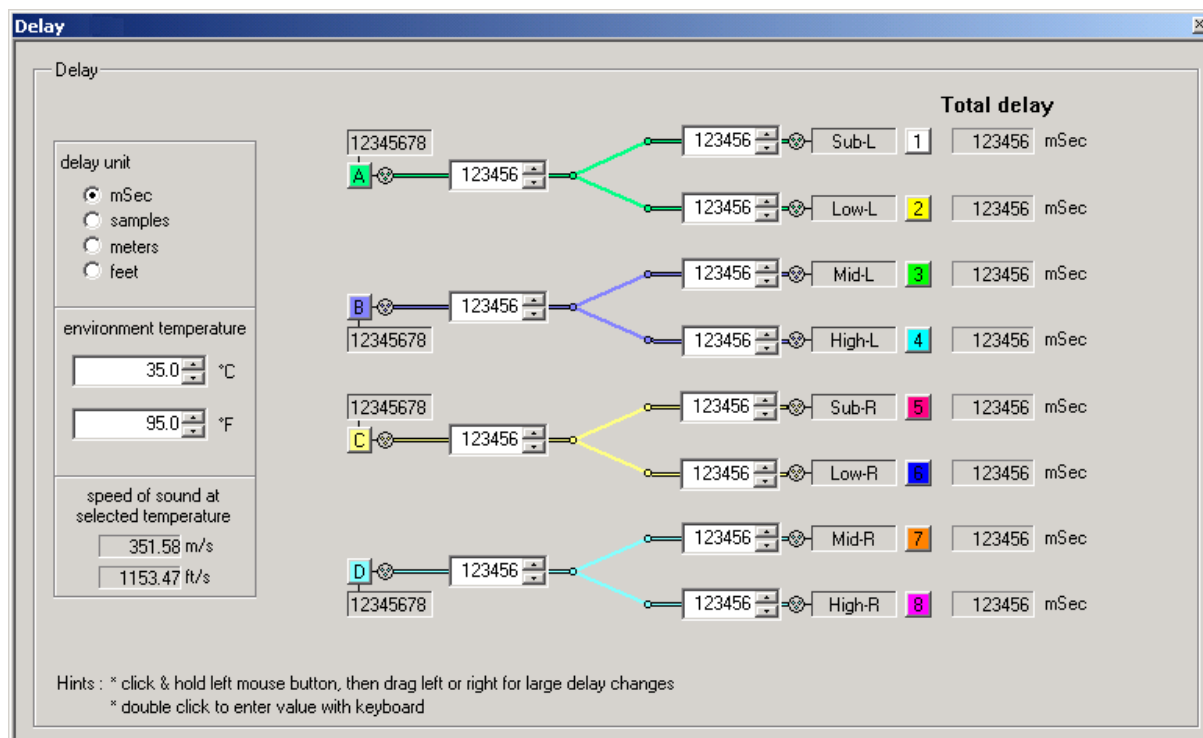 Delay
Delay
Total delay
delay unit
mSec
samples
meters
feet
environment temperature
35.0 °C
95.0 °F
speed of sound at
selected temperature
351.58 m/s
1153.47 ft/s
12345678
A 123456
123456 Sub-L 1 123456 mSec
123456 Low-L 2 123456 mSec
B 123456
12345678
123456 Mid-L 3 123456 mSec
123456 High-L 4 123456 mSec
12345678
C 123456
123456 Sub-R 5 123456 mSec
123456 Low-R 6 123456 mSec
D 123456
12345678
123456 Mid-R 7 123456 mSec
123456 High-R 8 123456 mSec
Hints : * click & hold left mouse button, then drag left or right for large delay changes
* double click to enter value with keyboard